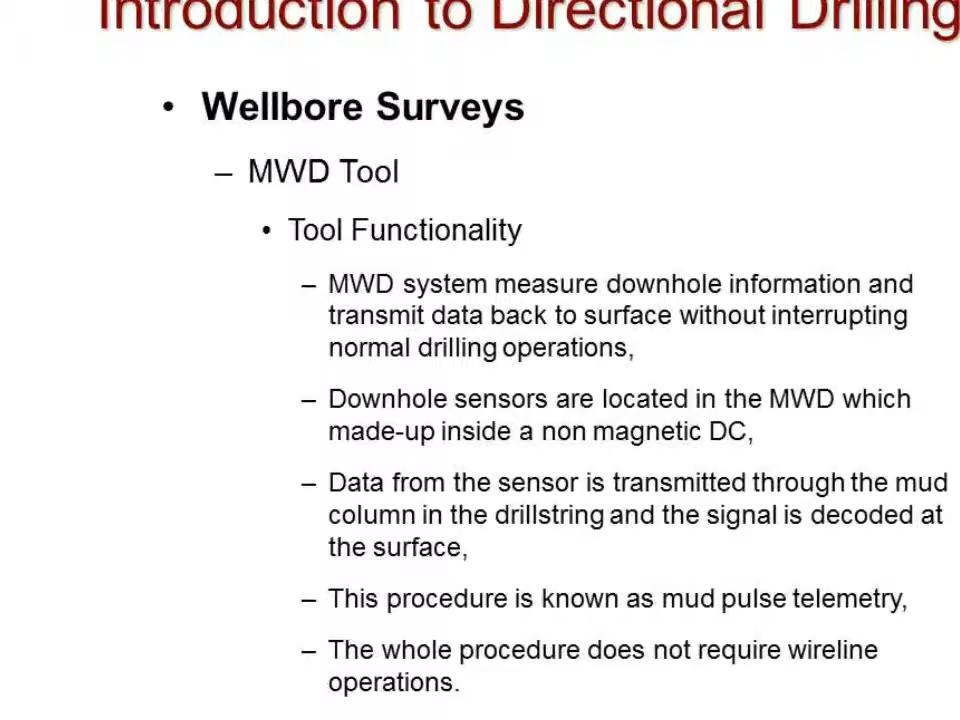 Introduction to Directional Drilling
• Wellbore Surveys
– MWD Tool
• Tool Functionality
– MWD system measure downhole information and
transmit data back to surface without interrupting
normal drilling operations,
– Downhole sensors are located in the MWD which
made-up inside a non magnetic DC,
– Data from the sensor is transmitted through the mud
column in the drillstring and the signal is decoded at
the surface,
– This procedure is known as mud pulse telemetry,
– The whole procedure does not require wireline
operations.